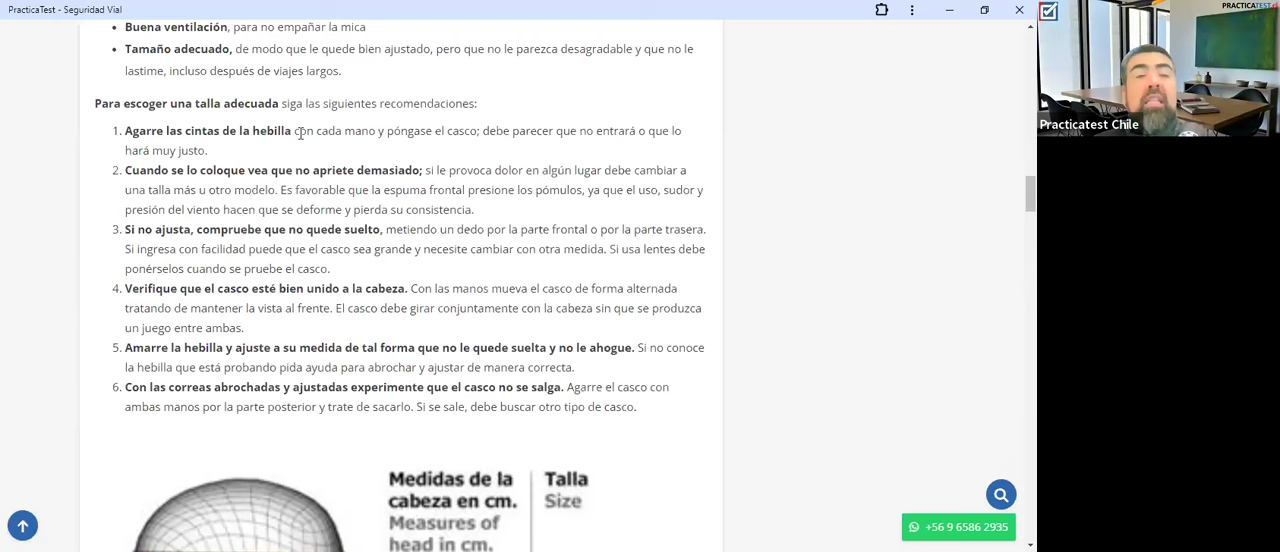 PracticaTest - Seguridad Vial
PRACTICATEST
Buena ventilación, para no empañar la mica
Tamaño adecuado, de modo que le quede bien ajustado, pero que no le parezca desagradable y que no le
lastime, incluso después de viajes largos.
Para escoger una talla adecuada siga las siguientes recomendaciones:
1. Agarre las cintas de la hebilla con cada mano y póngase el casco; debe parecer que no entrará o que lo
hará muy justo.
2. Cuando se lo coloque vea que no apriete demasiado; si le provoca dolor en algún lugar debe cambiar a
una talla más u otro modelo. Es favorable que la espuma frontal presione los pómulos, ya que el uso, sudor y
presión del viento hacen que se deforme y pierda su consistencia.
3. Si no ajusta, compruebe que no quede suelto, metiendo un dedo por la parte frontal o por la parte trasera.
Si ingresa con facilidad puede que el casco sea grande y necesite cambiar con otra medida. Si usa lentes debe
ponérselos cuando se pruebe el casco.
4. Verifique que el casco esté bien unido a la cabeza. Con las manos mueva el casco de forma alternada
tratando de mantener la vista al frente. El casco debe girar conjuntamente con la cabeza sin que se produzca
un juego entre ambas.
5. Amarre la hebilla y ajuste a su medida de tal forma que no le quede suelta y no le ahogue. Si no conoce
la hebilla que está probando pida ayuda para abrochar y ajustar de manera correcta.
6. Con las correas abrochadas y ajustadas experimente que el casco no se salga. Agarre el casco con
ambas manos por la parte posterior y trate de sacarlo. Si se sale, debe buscar otro tipo de casco.
Medidas de la
cabeza en cm.
Measures of
head in cm.
Talla
Size
+56 9 6586 2935
Practicatest Chile